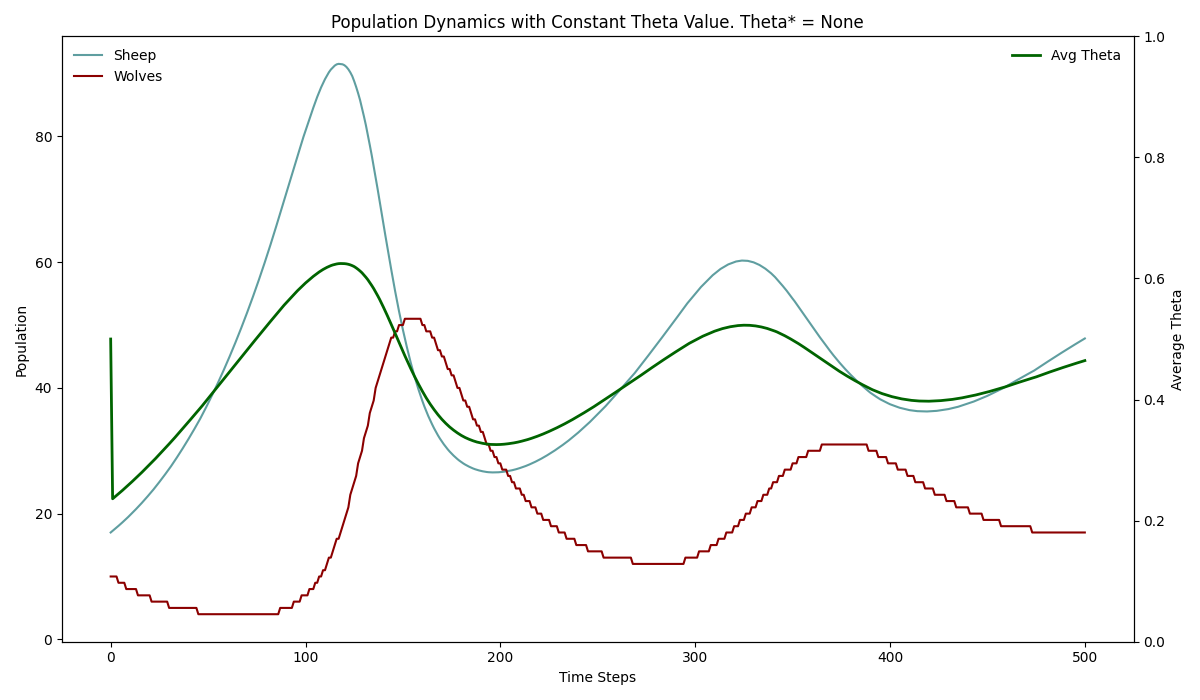 Population Dynamics with Constant Theta Value. Theta* = None
Sheep
Wolves
Avg Theta
Population
80
60
40
20
0
1.0
0.8
0.6
0.4
0.2
0.0
Average Theta
0 100 200 300 400 500
Time Steps